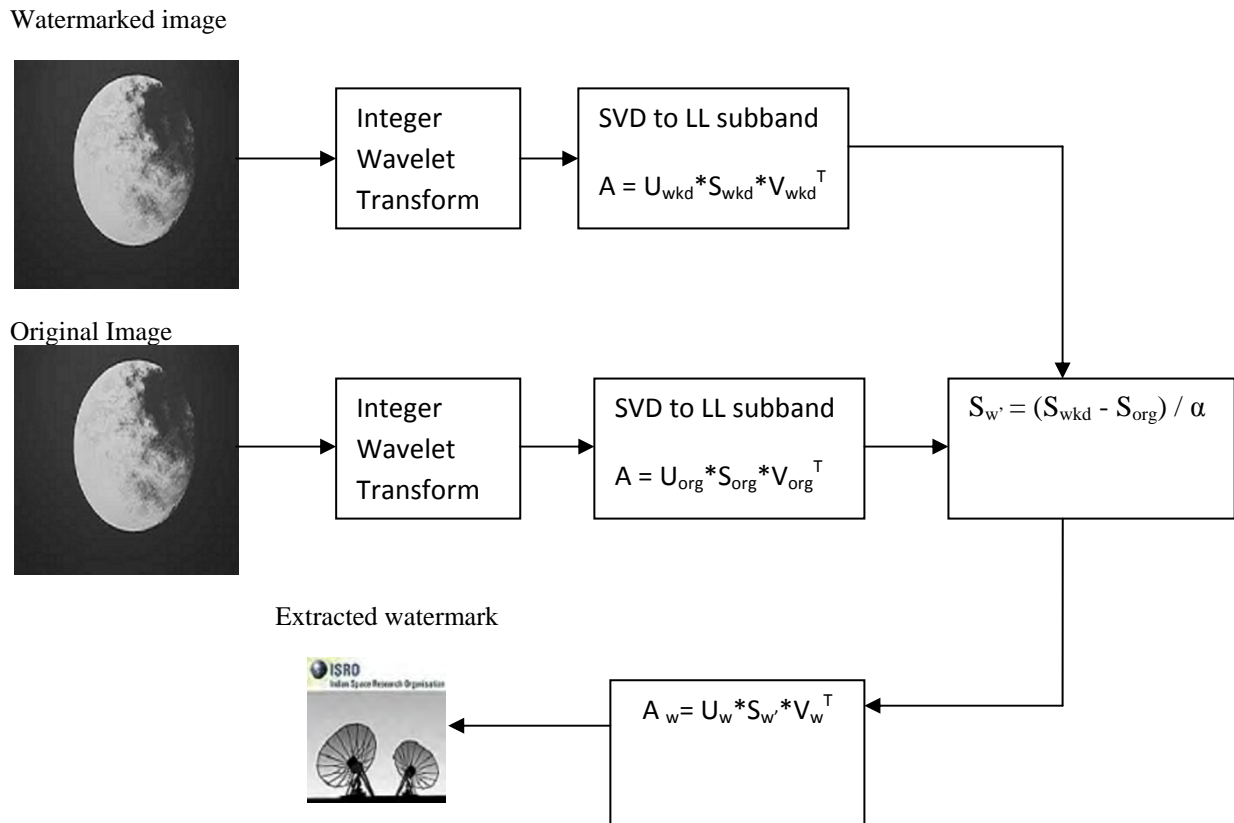 Watermarked image
Integer
Wavelet
Transform
SVD to LL subband
A = U_wkd*S_wkd*V_wkd^T
Original Image
Integer
Wavelet
Transform
SVD to LL subband
A = U_org*S_org*V_org^T
S_w' = (S_wkd - S_org) / α
Extracted watermark
ISRO
Indian Space Research Organisation
A_w= U_w*S_w'*V_w^T